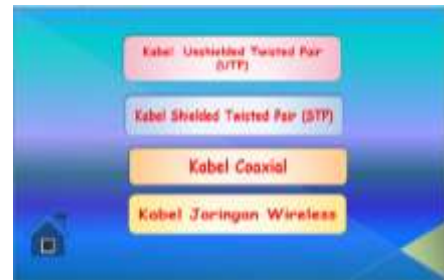 Kabel Unshielded Twisted Pair
(UTP)
Kabel Shielded Twisted Pair (STP)
Kabel Coaxial
Kabel Jaringan Wireless